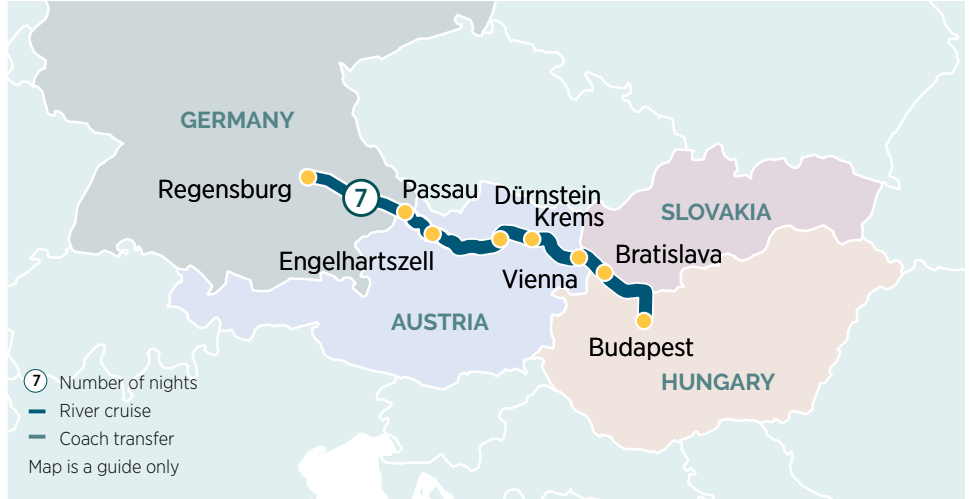 GERMANY
Regensburg
7
Passau
Dürnstein
Krems
SLOVAKIA
Engelhartszell
Vienna
Bratislava
AUSTRIA
Budapest
HUNGARY
7 Number of nights
River cruise
Coach transfer
Map is a guide only